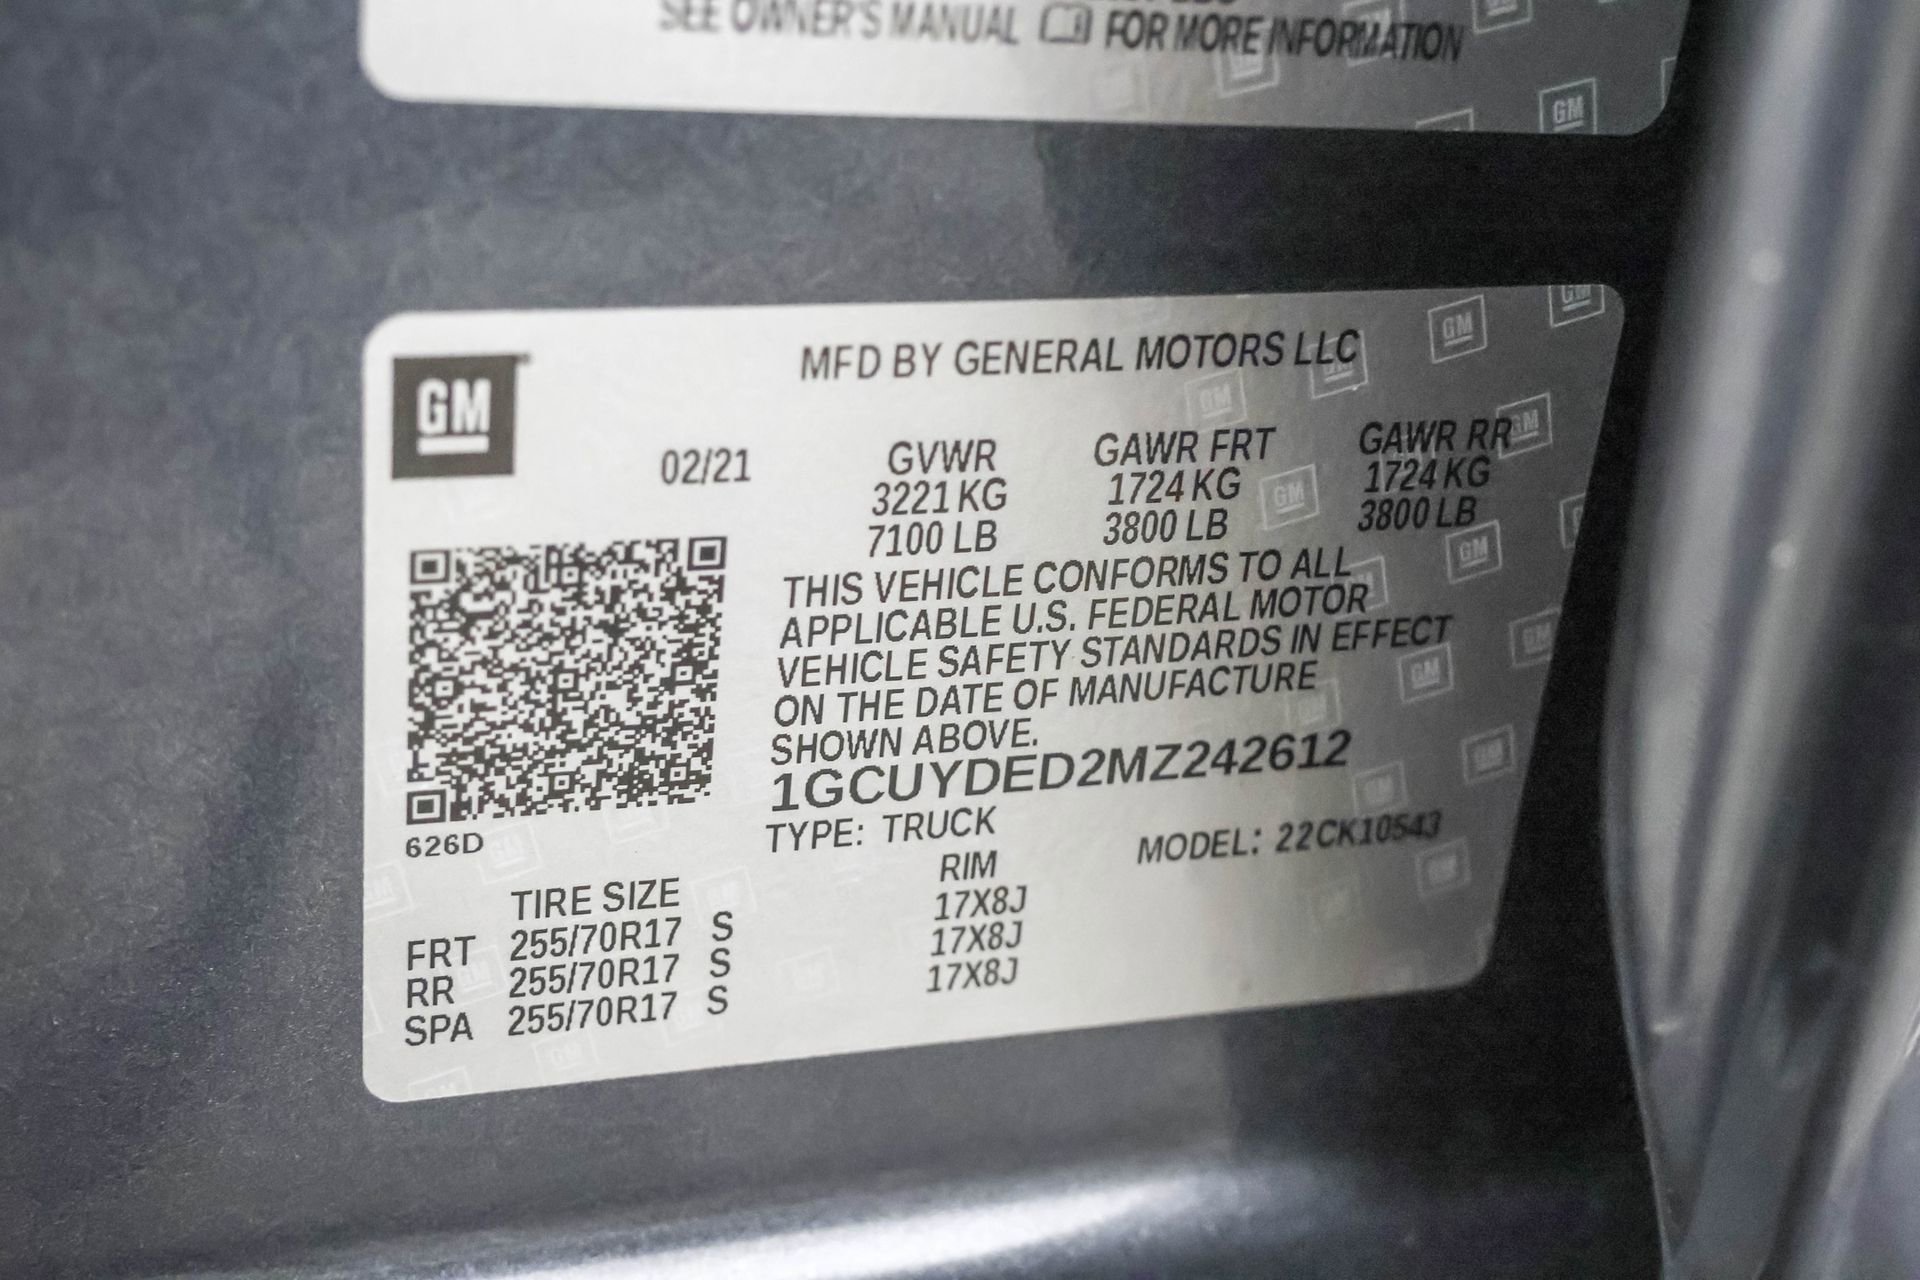 SEE OWNER'S MANUAL FOR MORE INFORMATION
GM
MFD BY GENERAL MOTORS LLC
02/21 GVWR GAWR FRT GAWR RR
3221 KG 1724 KG 1724 KG
7100 LB 3800 LB 3800 LB
THIS VEHICLE CONFORMS TO ALL
APPLICABLE U.S. FEDERAL MOTOR
VEHICLE SAFETY STANDARDS IN EFFECT
ON THE DATE OF MANUFACTURE
SHOWN ABOVE.
1GCUYDED2MZ242612
626D
TYPE: TRUCK MODEL: 22CK10543
TIRE SIZE RIM
FRT 255/70R17 S 17X8J
RR 255/70R17 S 17X8J
SPA 255/70R17 S 17X8J